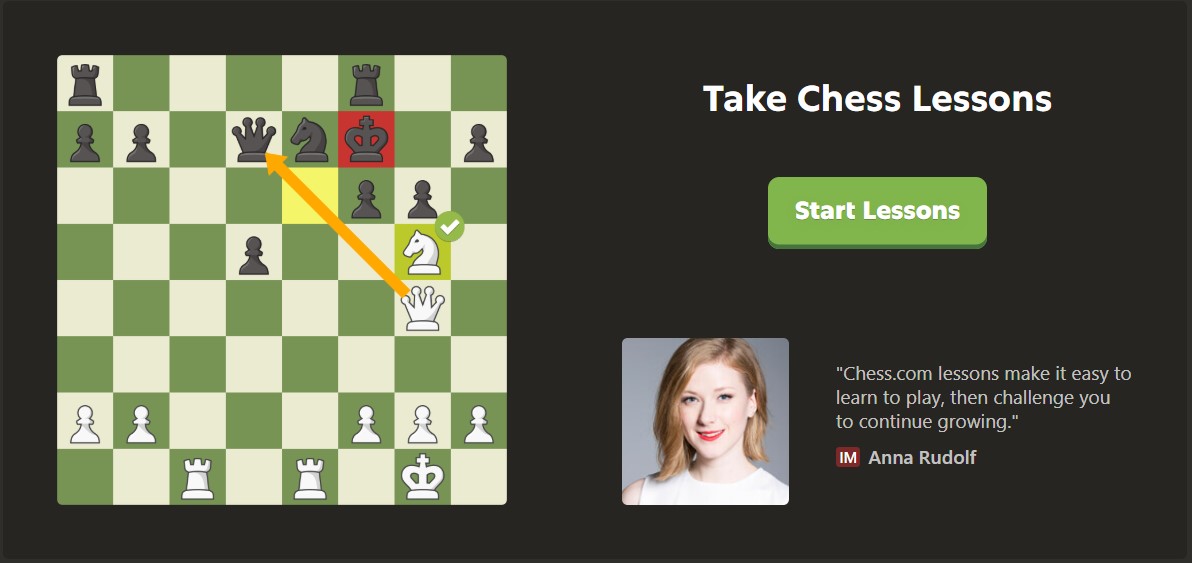 Take Chess Lessons
Start Lessons
"Chess.com lessons make it easy to
learn to play, then challenge you
to continue growing."
IM Anna Rudolf